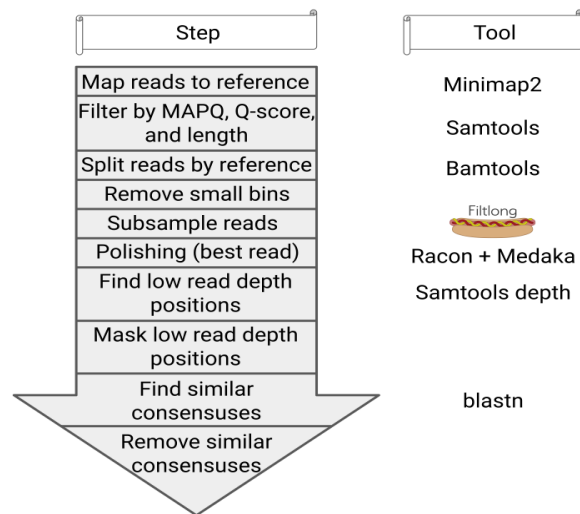 Step
Tool
Map reads to reference
Minimap2
Filter by MAPQ, Q-score,
and length
Samtools
Split reads by reference
Bamtools
Remove small bins
Subsample reads
Filtlong
Polishing (best read)
Racon + Medaka
Find low read depth
positions
Samtools depth
Mask low read depth
positions
Find similar
consensuses
blastn
Remove similar
consensuses